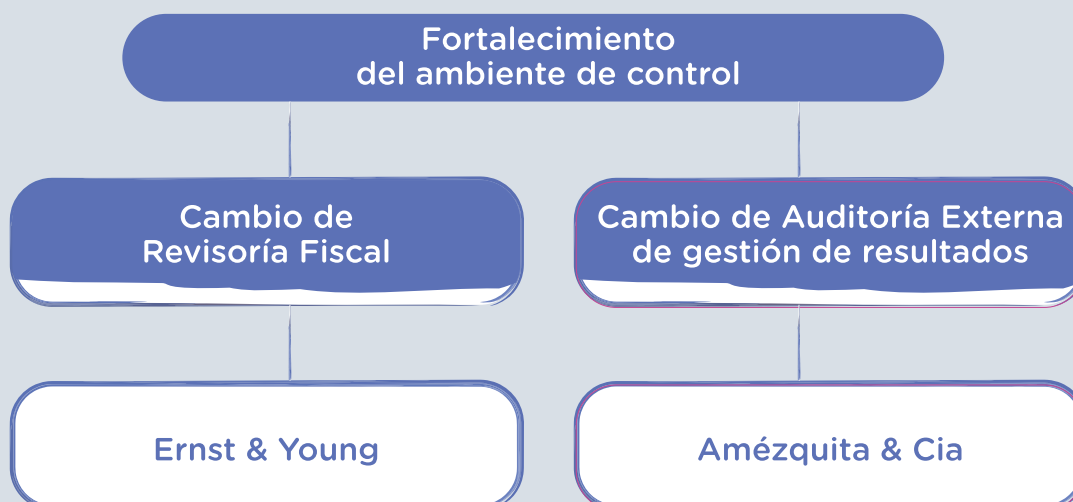 Fortalecimiento
del ambiente de control
Cambio de
Revisoría Fiscal
Cambio de Auditoría Externa
de gestión de resultados
Ernst & Young
Amézquita & Cia